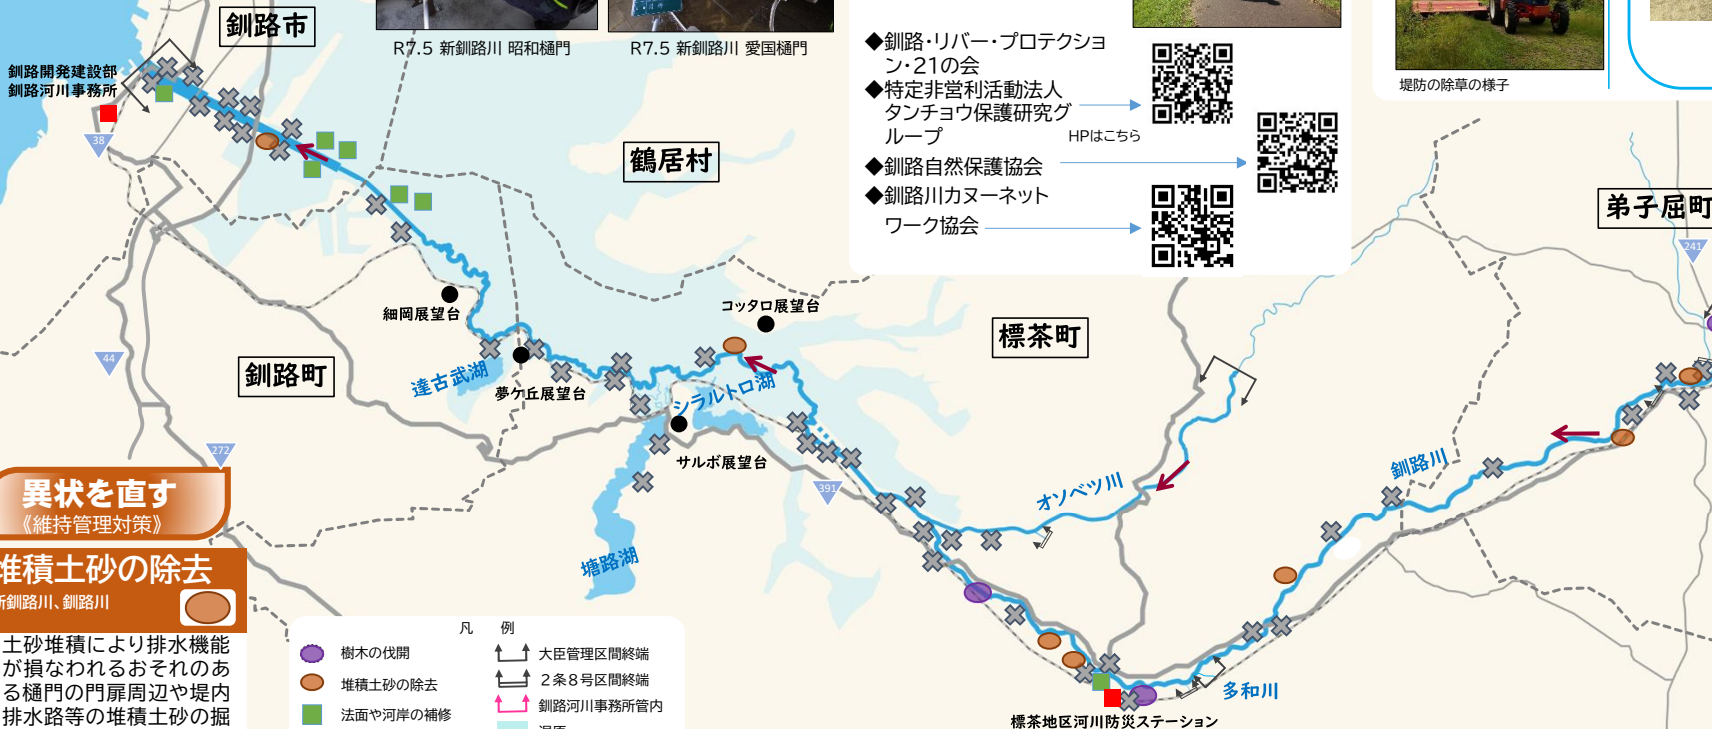 釧路市
R7.5 新釧路川 昭和樋門
R7.5 新釧路川 愛国樋門
◆釧路・リバー・プロテクショ
ン・21の会
◆特定非営利活動法人
タンチョウ保護研究グ
ループ
HPはこちら
◆釧路自然保護協会
◆釧路川カヌーネット
ワーク協会
堤防の除草の様子
釧路開発建設部
釧路河川事務所
38
鶴居村
弟子屈町
241
細岡展望台
コッタロ展望台
標茶町
44
釧路町
達古武湖
夢ケ丘展望台
シラルトロ湖
サルボ展望台
272
391
釧路川
オソベツ川
塘路湖
多和川
標茶地区河川防災ステーション
異状を直す
《維持管理対策》
堆積土砂の除去
新釧路川、釧路川
土砂堆積により排水機能
が損なわれるおそれのあ
る樋門の門扉周辺や堤内
排水路等の堆積土砂の掘
凡 例
樹木の伐開
堆積土砂の除去
法面や河岸の補修
大臣管理区間終端
2条8号区間終端
釧路河川事務所管内
湿原